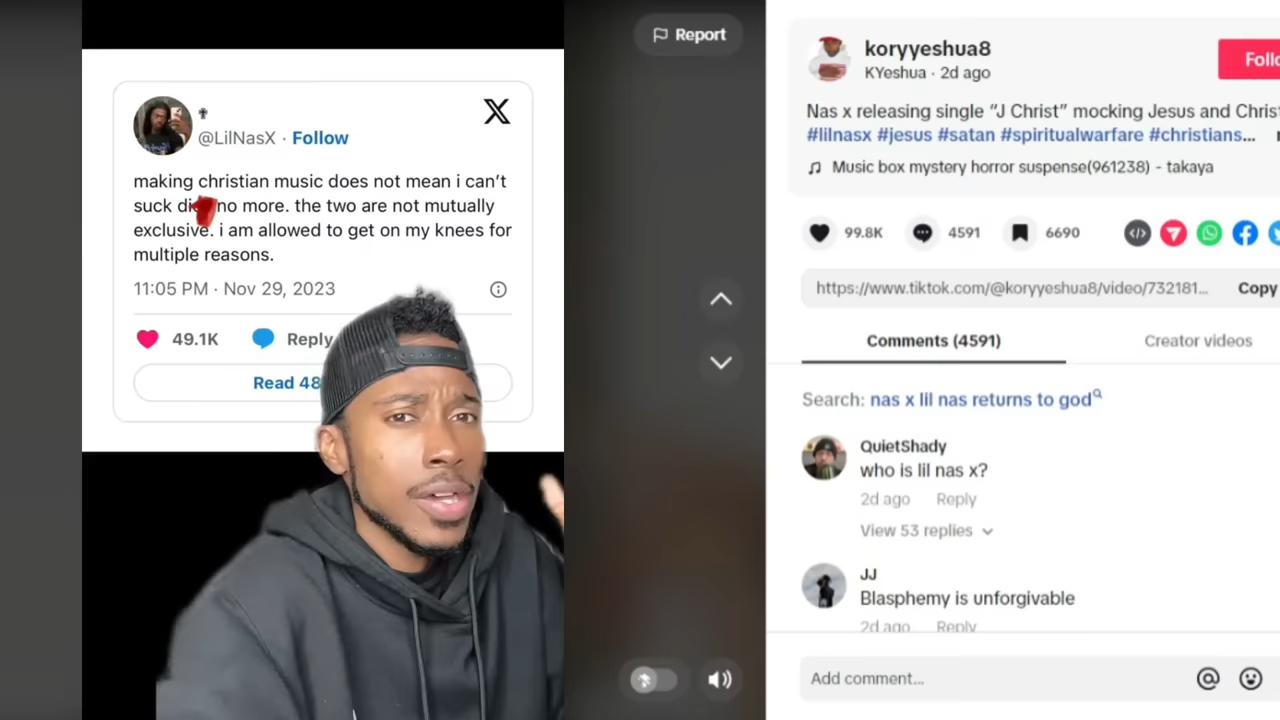 Report
✟
@LilNasX · Follow
making christian music does not mean i can't
suck di no more. the two are not mutually
exclusive. i am allowed to get on my knees for
multiple reasons.
11:05 PM · Nov 29, 2023
49.1K Reply
Read 48
koryyeshua8
KYeshua · 2d ago
Follo
Nas x releasing single "J Christ" mocking Jesus and Christ
#lilnasx #jesus #satan #spiritualwarfare #christians...
Music box mystery horror suspense(961238) - takaya
99.8K 4591 6690
https://www.tiktok.com/@koryyeshua8/video/732181... Copy
Comments (4591) Creator videos
Search: nas x lil nas returns to god
QuietShady
who is lil nas x?
2d ago Reply
View 53 replies
JJ
Blasphemy is unforgivable
2d ago Reply
Add comment...